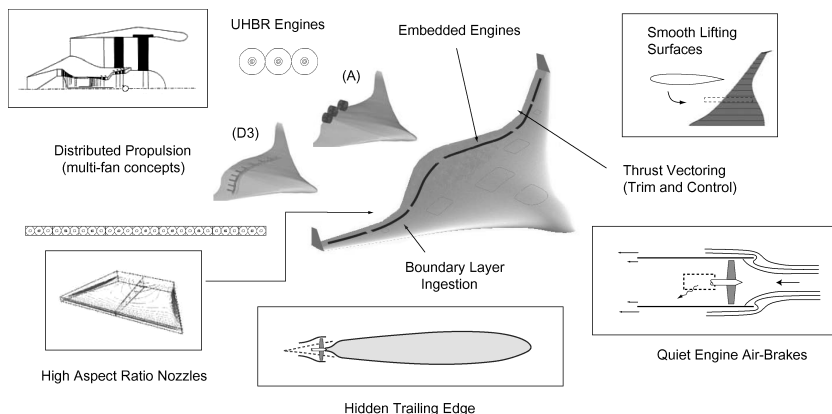 UHBR Engines
Embedded Engines
Smooth Lifting
Surfaces
(A)
(D3)
Distributed Propulsion
(multi-fan concepts)
Thrust Vectoring
(Trim and Control)
Boundary Layer
Ingestion
High Aspect Ratio Nozzles
Quiet Engine Air-Brakes
Hidden Trailing Edge